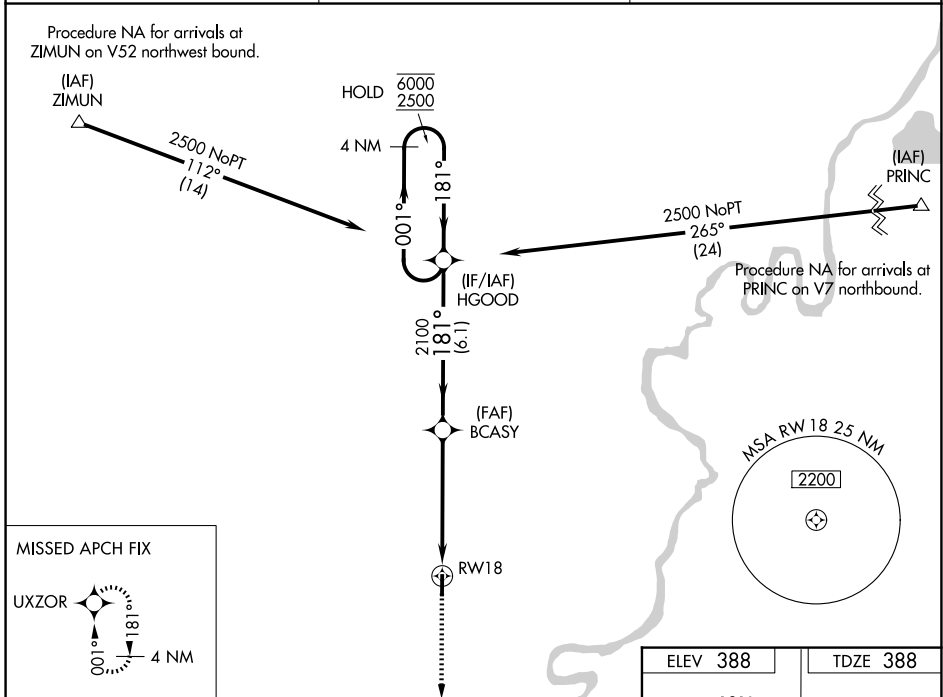 Procedure NA for arrivals at
ZIMUN on V52 northwest bound.
(IAF)
ZIMUN
2500 NoPT
112°
(14)
HOLD
6000
2500
4 NM
181°
001°
(IF/IAF)
HGOOD
(IAF)
PRINC
2500 NoPT
265°
(24)
Procedure NA for arrivals at
PRINC on V7 northbound.
2100
181°
(6.1)
(FAF)
BCASY
RW18
MSA RW 18 25 NM
2200
MISSED APCH FIX
UXZOR
181°
001°
4 NM
ELEV 388
TDZE 388